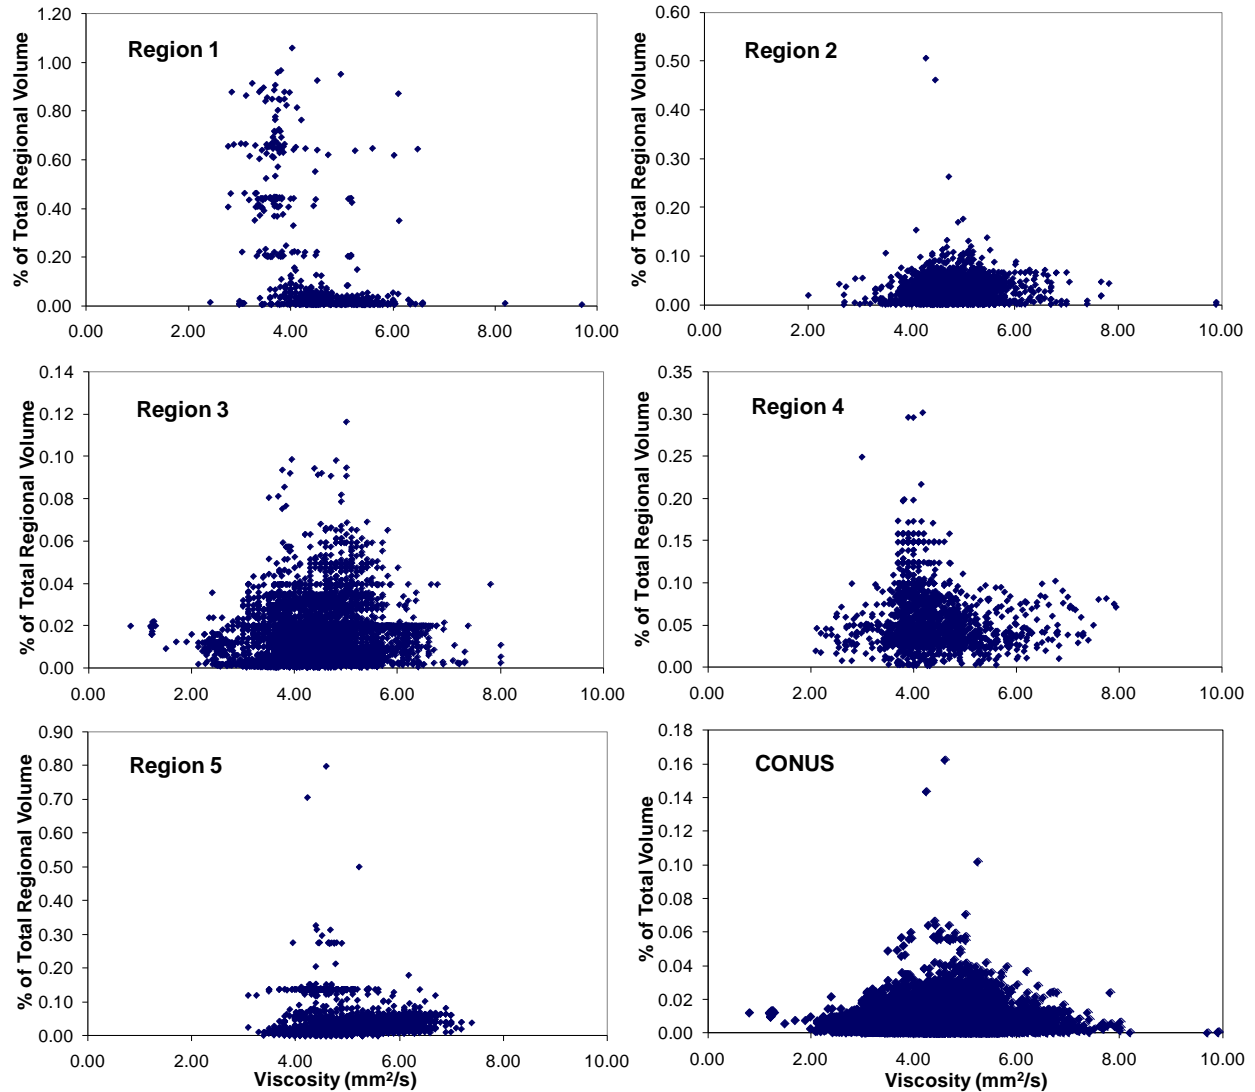 % of Total Regional Volume
1.20
1.00
0.80
0.60
0.40
0.20
0.00
Region 1
0.00 2.00 4.00 6.00 8.00 10.00
% of Total Regional Volume
0.60
0.50
0.40
0.30
0.20
0.10
0.00
Region 2
0.00 2.00 4.00 6.00 8.00 10.00
% of Total Regional Volume
0.14
0.12
0.10
0.08
0.06
0.04
0.02
0.00
Region 3
0.00 2.00 4.00 6.00 8.00 10.00
% of Total Regional Volume
0.35
0.30
0.25
0.20
0.15
0.10
0.05
0.00
Region 4
0.00 2.00 4.00 6.00 8.00 10.00
% of Total Regional Volume
0.90
0.80
0.70
0.60
0.50
0.40
0.30
0.20
0.10
0.00
Region 5
0.00 2.00 4.00 6.00 8.00 10.00
Viscosity (mm²/s)
% of Total Volume
0.18
0.16
0.14
0.12
0.10
0.08
0.06
0.04
0.02
0.00
CONUS
0.00 2.00 4.00 6.00 8.00 10.00
Viscosity (mm²/s)